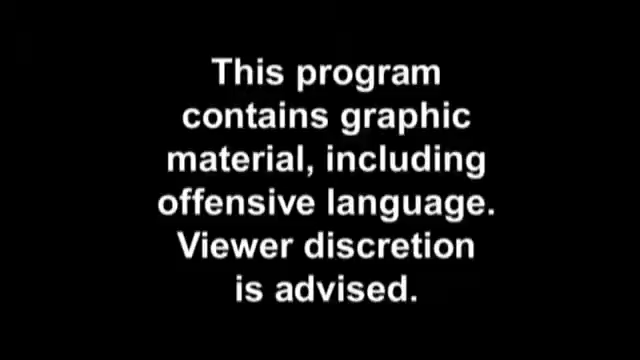 This program
contains graphic
material, including
offensive language.
Viewer discretion
is advised.